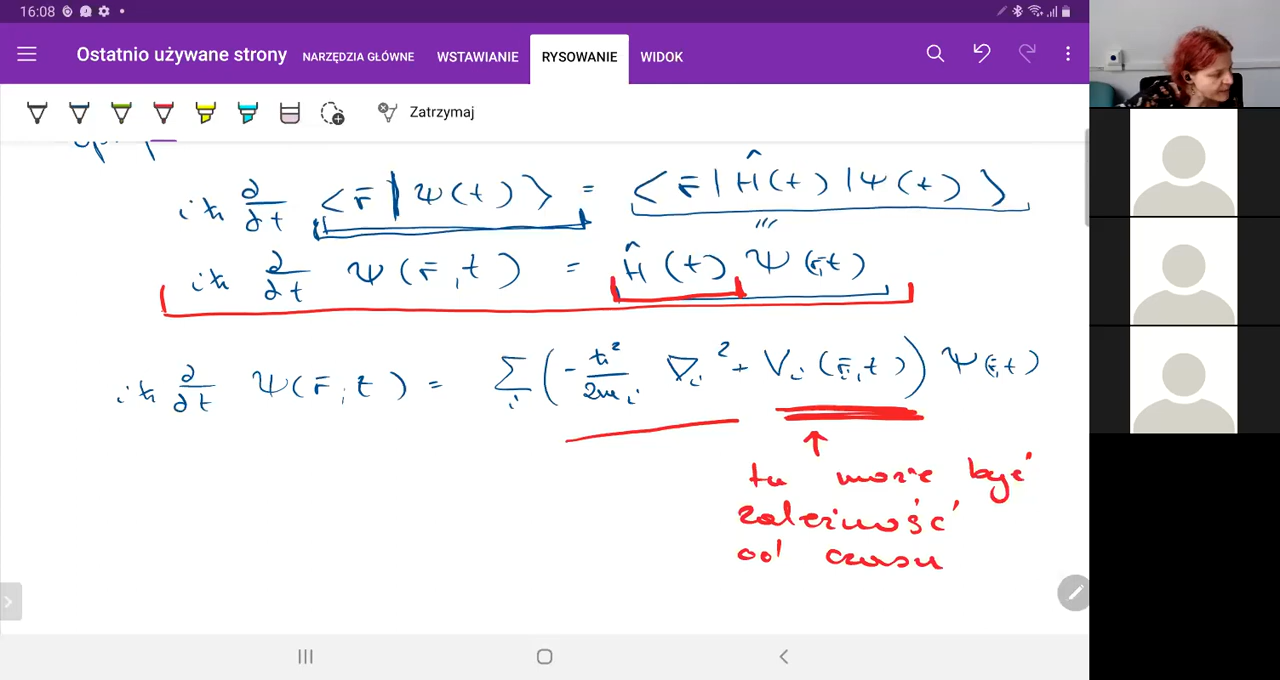 16:08
Ostatnio używane strony NARZĘDZIA GŁÓWNE WSTAWIANIE RYSOWANIE WIDOK
Zatrzymaj
iħ ∂/∂t <r̄|Ψ(t)> = <r̄|Ĥ(t)|Ψ(t)>
iħ ∂/∂t Ψ(r̄,t) = Ĥ(t) Ψ(r̄,t)
iħ ∂/∂t Ψ(r̄,t) = Σᵢ (-ħ²/2mᵢ ∇ᵢ² + Vᵢ(r̄ᵢ,t)) Ψ(r̄,t)
tu może być
zależność
od czasu